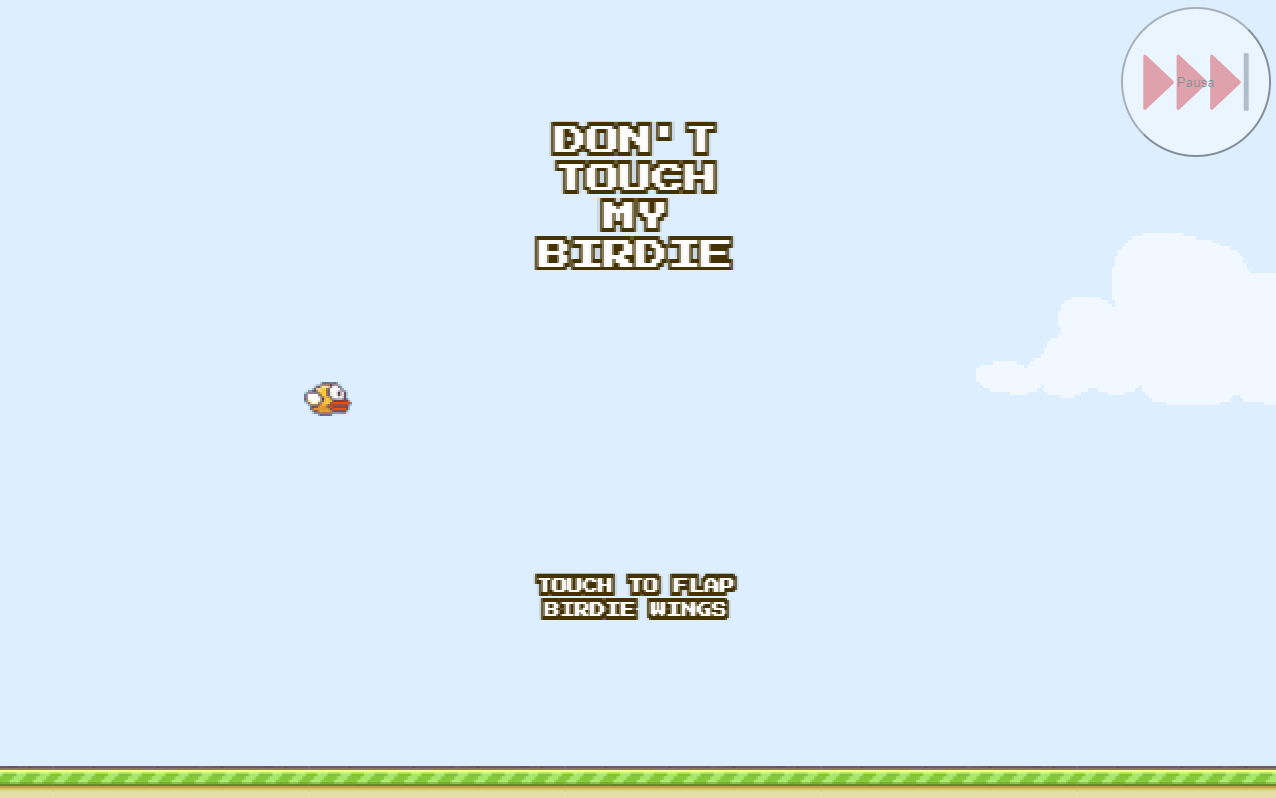 Pausa
DON'T
TOUCH
MY
BIRDIE
TOUCH TO FLAP
BIRDIE WINGS